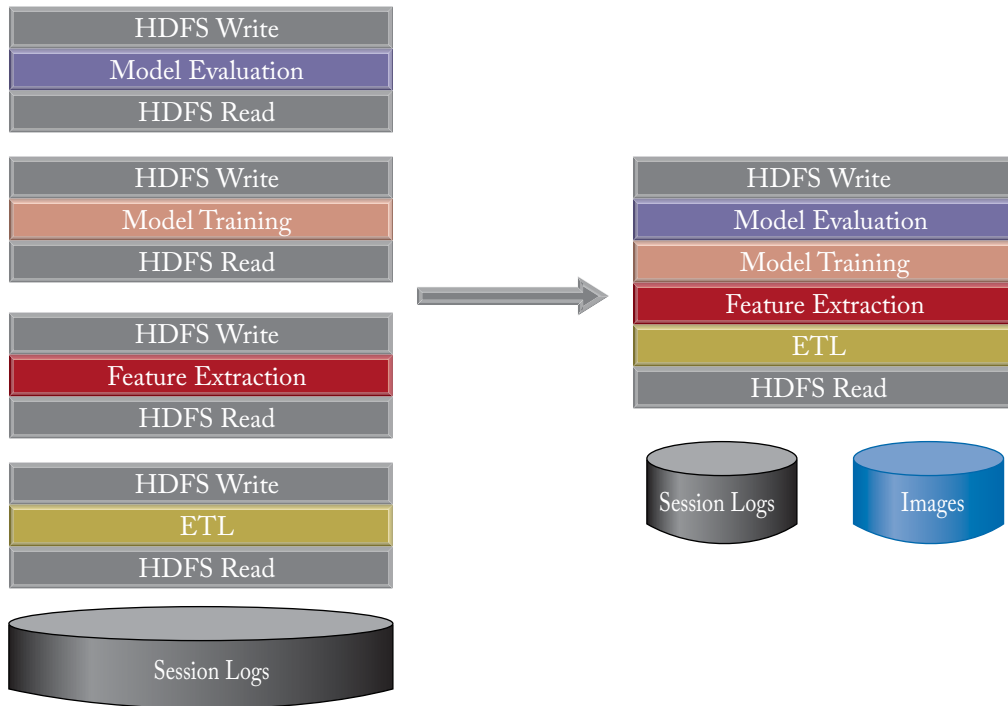 HDFS Write
Model Evaluation
HDFS Read
HDFS Write
Model Training
HDFS Read
HDFS Write
Feature Extraction
HDFS Read
HDFS Write
ETL
HDFS Read
Session Logs
HDFS Write
Model Evaluation
Model Training
Feature Extraction
ETL
HDFS Read
Session Logs
Images